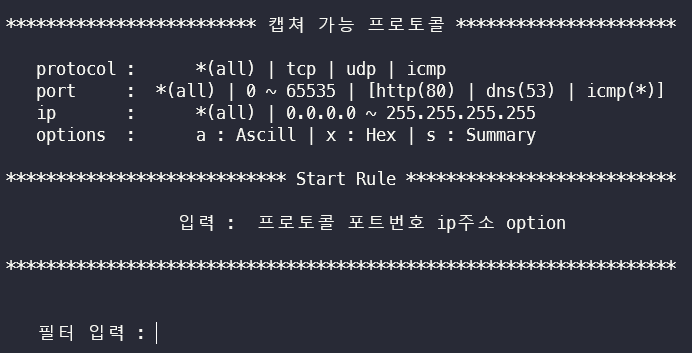 ************************* 캡쳐 가능 프로토콜 **********************
protocol :      *(all) | tcp | udp | icmp
port     :  *(all) | 0 ~ 65535 | [http(80) | dns(53) | icmp(*)]
ip       :      *(all) | 0.0.0.0 ~ 255.255.255.255
options  :      a : Ascill | x : Hex | s : Summary
**************************** Start Rule ***************************
입력 :  프로토콜 포트번호 ip주소 option
*******************************************************************
필터 입력 :